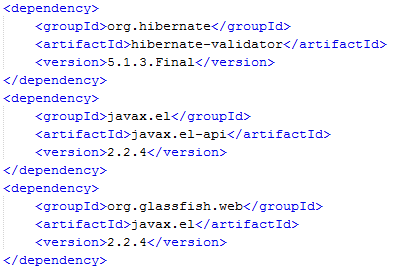 <dependency>
    <groupId>org.hibernate</groupId>
    <artifactId>hibernate-validator</artifactId>
    <version>5.1.3.Final</version>
</dependency>
<dependency>
    <groupId>javax.el</groupId>
    <artifactId>javax.el-api</artifactId>
    <version>2.2.4</version>
</dependency>
<dependency>
    <groupId>org.glassfish.web</groupId>
    <artifactId>javax.el</artifactId>
    <version>2.2.4</version>
</dependency>